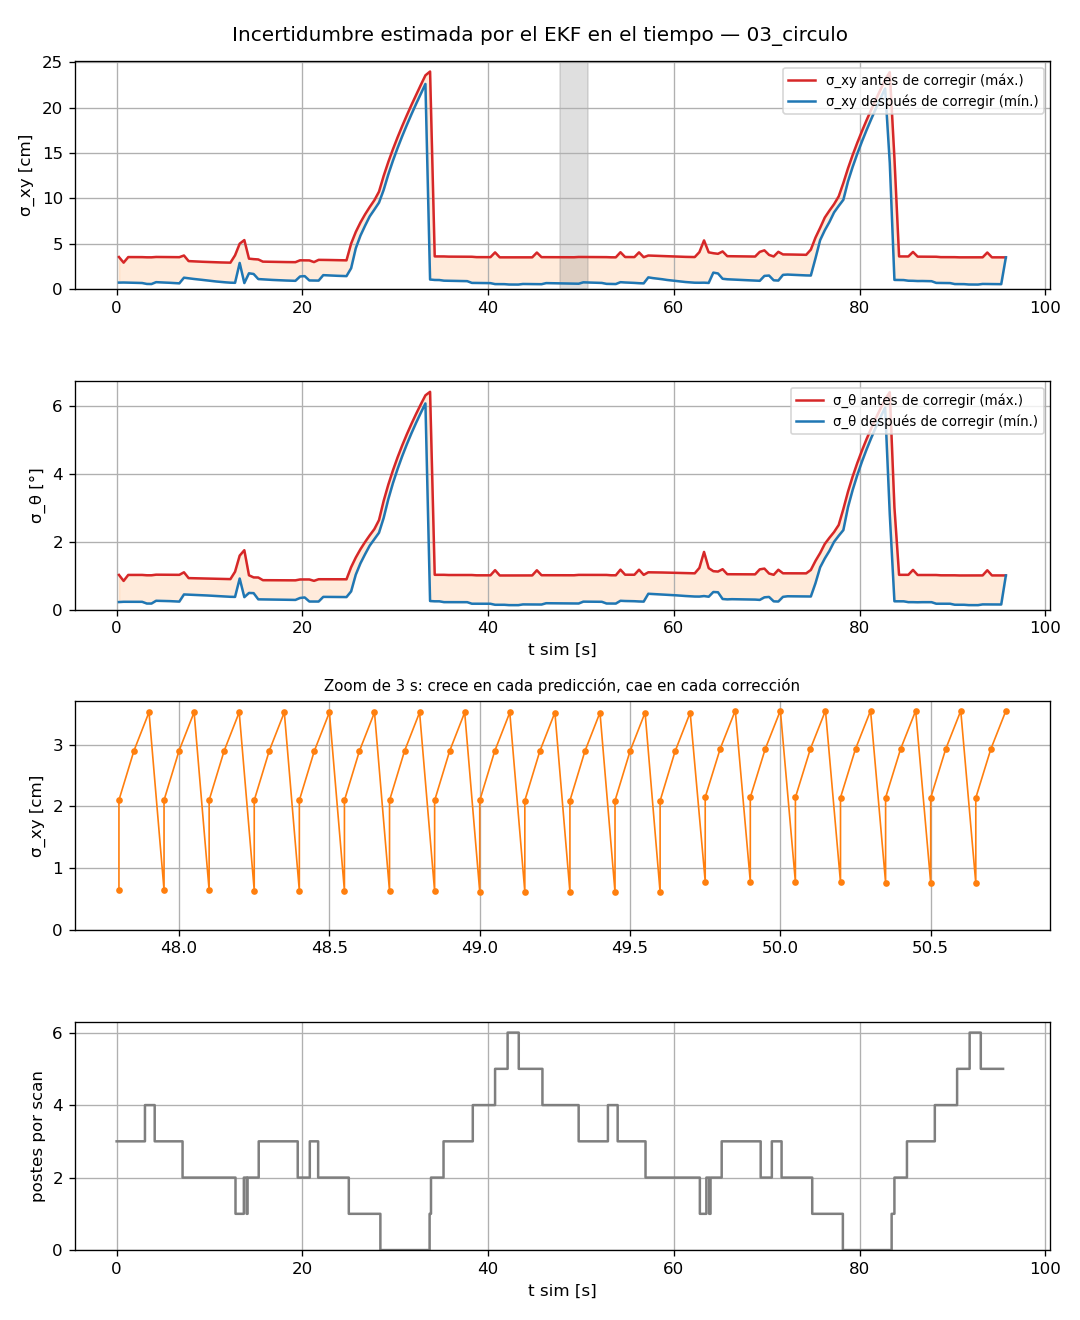 Incertidumbre estimada por el EKF en el tiempo — 03_circulo
25
20
15
10
5
0
σ_xy [cm]
σ_xy antes de corregir (máx.)
σ_xy después de corregir (mín.)
0 20 40 60 80 100
6
4
2
0
σ_θ [°]
σ_θ antes de corregir (máx.)
σ_θ después de corregir (mín.)
0 20 40 60 80 100
t sim [s]
Zoom de 3 s: crece en cada predicción, cae en cada corrección
3
2
1
0
σ_xy [cm]
48.0 48.5 49.0 49.5 50.0 50.5
6
4
2
0
postes por scan
0 20 40 60 80 100
t sim [s]